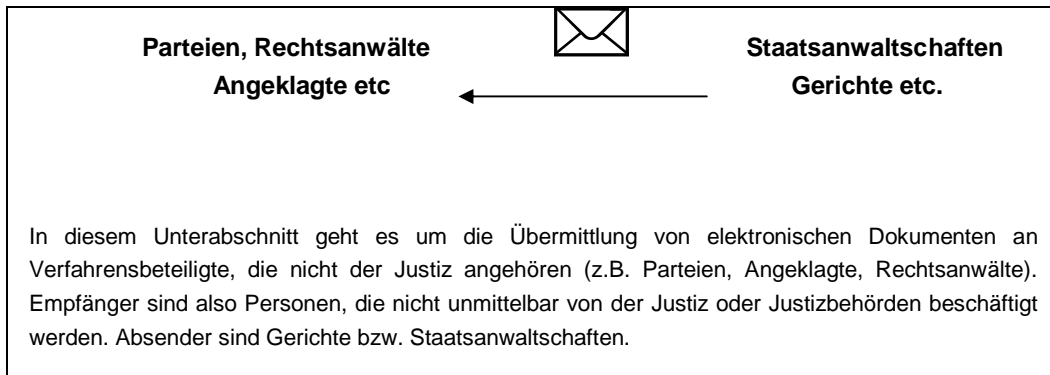 Parteien, Rechtsanwälte
Angeklagte etc
Staatsanwaltschaften
Gerichte etc.
In diesem Unterabschnitt geht es um die Übermittlung von elektronischen Dokumenten an
Verfahrensbeteiligte, die nicht der Justiz angehören (z.B. Parteien, Angeklagte, Rechtsanwälte).
Empfänger sind also Personen, die nicht unmittelbar von der Justiz oder Justizbehörden beschäftigt
werden. Absender sind Gerichte bzw. Staatsanwaltschaften.